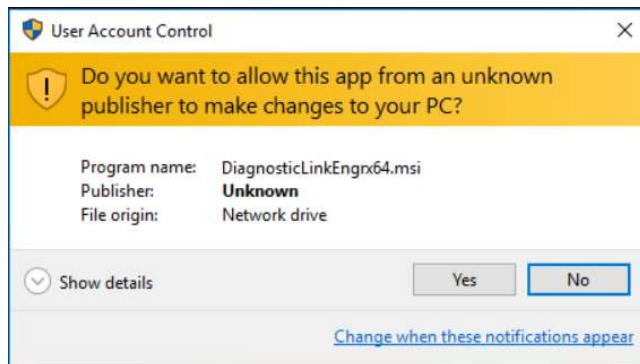 User Account Control
Do you want to allow this app from an unknown
publisher to make changes to your PC?
Program name: DiagnosticLinkEngrx64.msi
Publisher: Unknown
File origin: Network drive
Show details
Yes
No
Change when these notifications appear